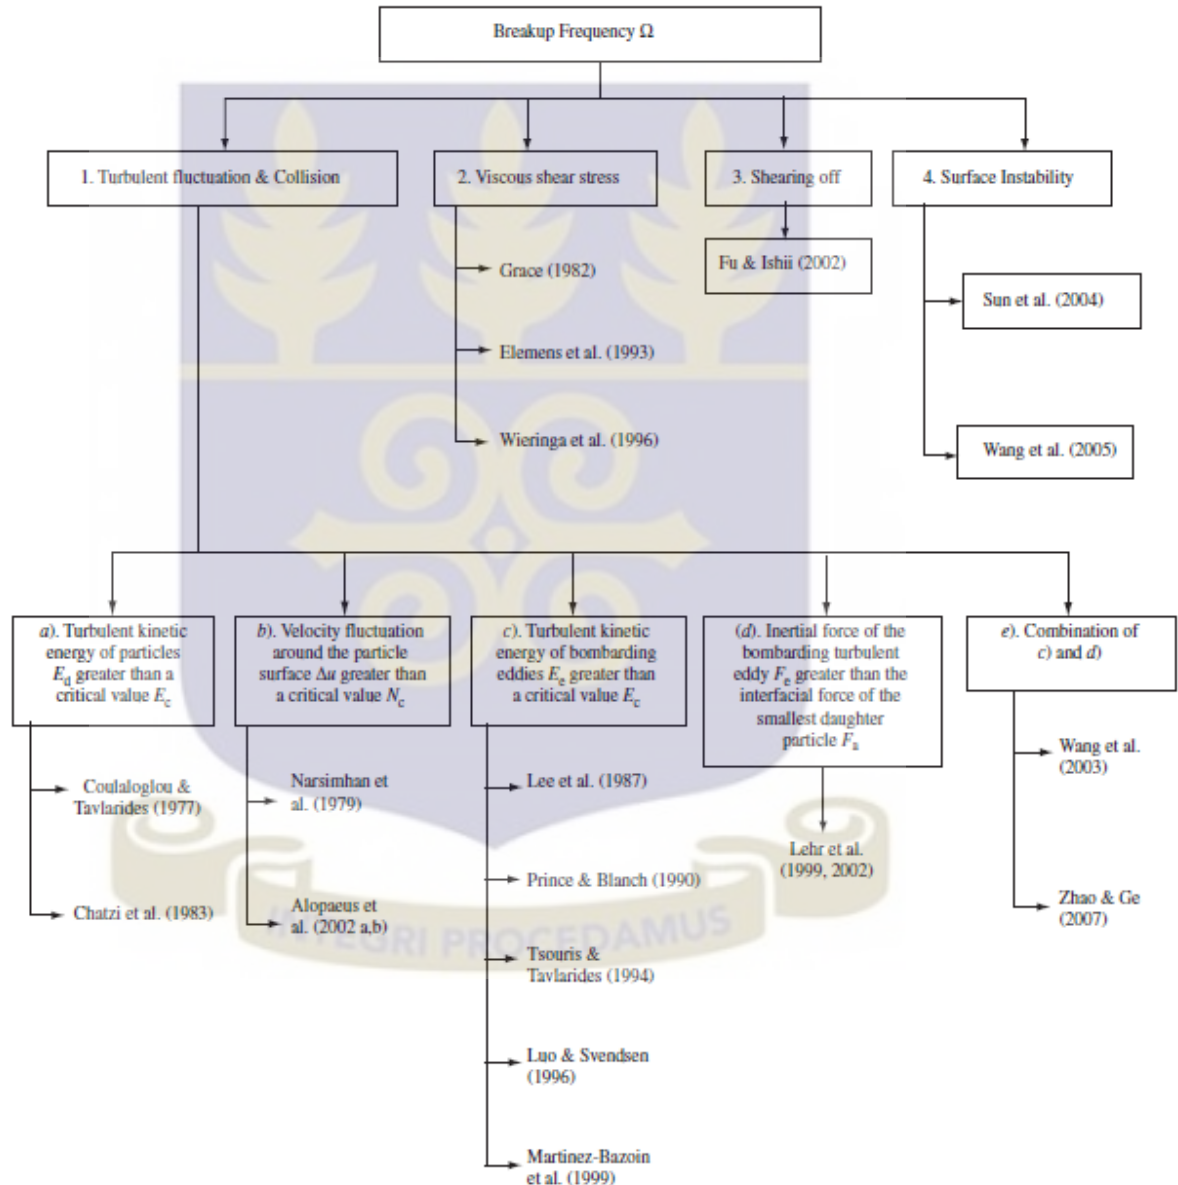 Breakup Frequency Ω
1. Turbulent fluctuation & Collision
2. Viscous shear stress
3. Shearing off
4. Surface Instability
Grace (1982)
Elemens et al. (1993)
Wieringa et al. (1996)
Fu & Ishii (2002)
Sun et al. (2004)
Wang et al. (2005)
a). Turbulent kinetic
energy of particles
E_d greater than a
critical value E_c
Coulaloglou &
Tavlarides (1977)
Chatzi et al. (1983)
b). Velocity fluctuation
around the particle
surface Δu greater than
a critical value N_c
Narsimhan et
al. (1979)
Alopaeus et
al. (2002 a,b)
c). Turbulent kinetic
energy of bombarding
eddies E_e greater than
a critical value E_c
Lee et al. (1987)
Prince & Blanch (1990)
Tsouris &
Tavlarides (1994)
Luo & Svendsen
(1996)
Martinez-Bazoin
et al. (1999)
(d). Inertial force of the
bombarding turbulent
eddy F_e greater than the
interfacial force of the
smallest daughter
particle F_a
Lehr et al.
(1999, 2002)
e). Combination of
c) and d)
Wang et al.
(2003)
Zhao & Ge
(2007)
INTEGRI PROCEDAMUS